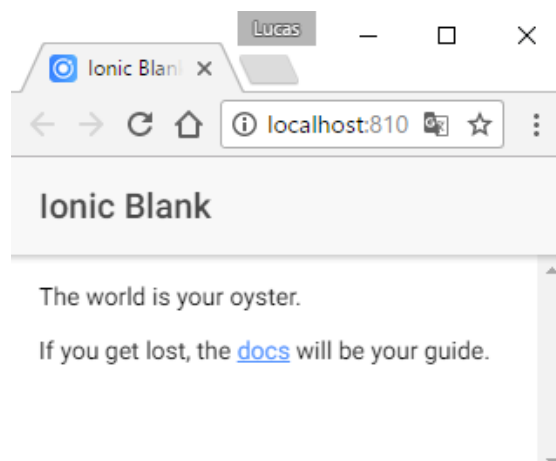 Lucas
Ionic Blan
localhost:810
Ionic Blank
The world is your oyster.
If you get lost, the docs will be your guide.